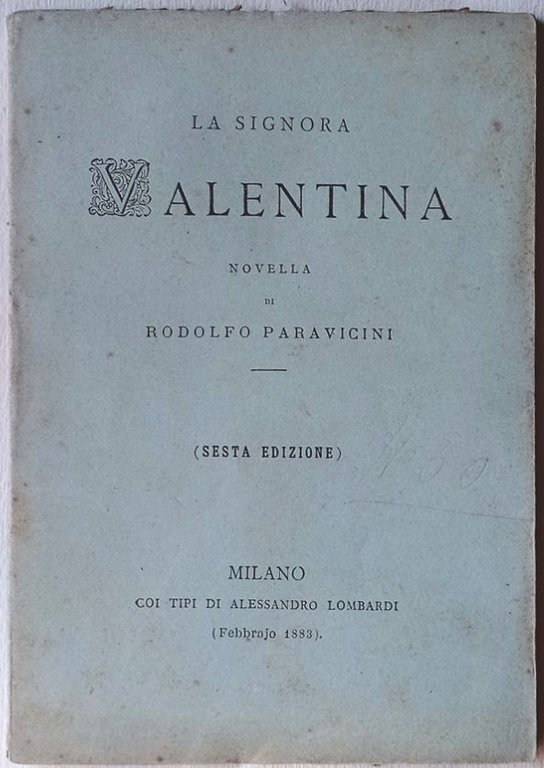 LA SIGNORA
VALENTINA
NOVELLA
DI
RODOLFO PARAVICINI
(SESTA EDIZIONE)
MILANO
COI TIPI DI ALESSANDRO LOMBARDI
(Febbrajo 1883).